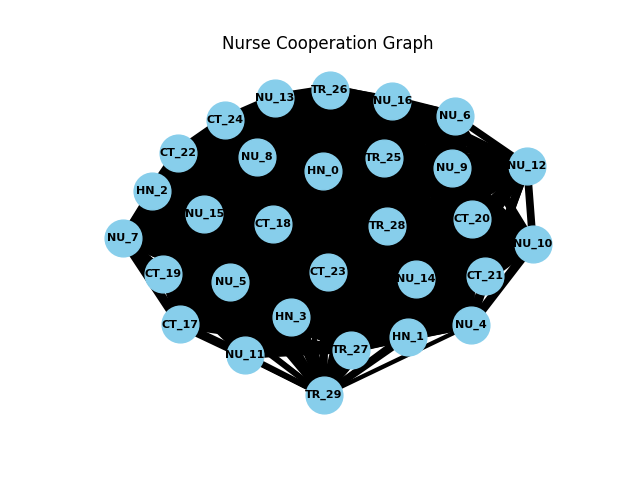 Nurse Cooperation Graph
TR_26
NU_13
NU_16
NU_6
CT_24
CT_22
NU_8
TR_25
NU_12
NU_9
HN_0
HN_2
NU_15
CT_20
CT_18
TR_28
NU_7
NU_10
CT_19
CT_23
CT_21
NU_14
NU_5
HN_3
CT_17
NU_4
HN_1
TR_27
NU_11
TR_29